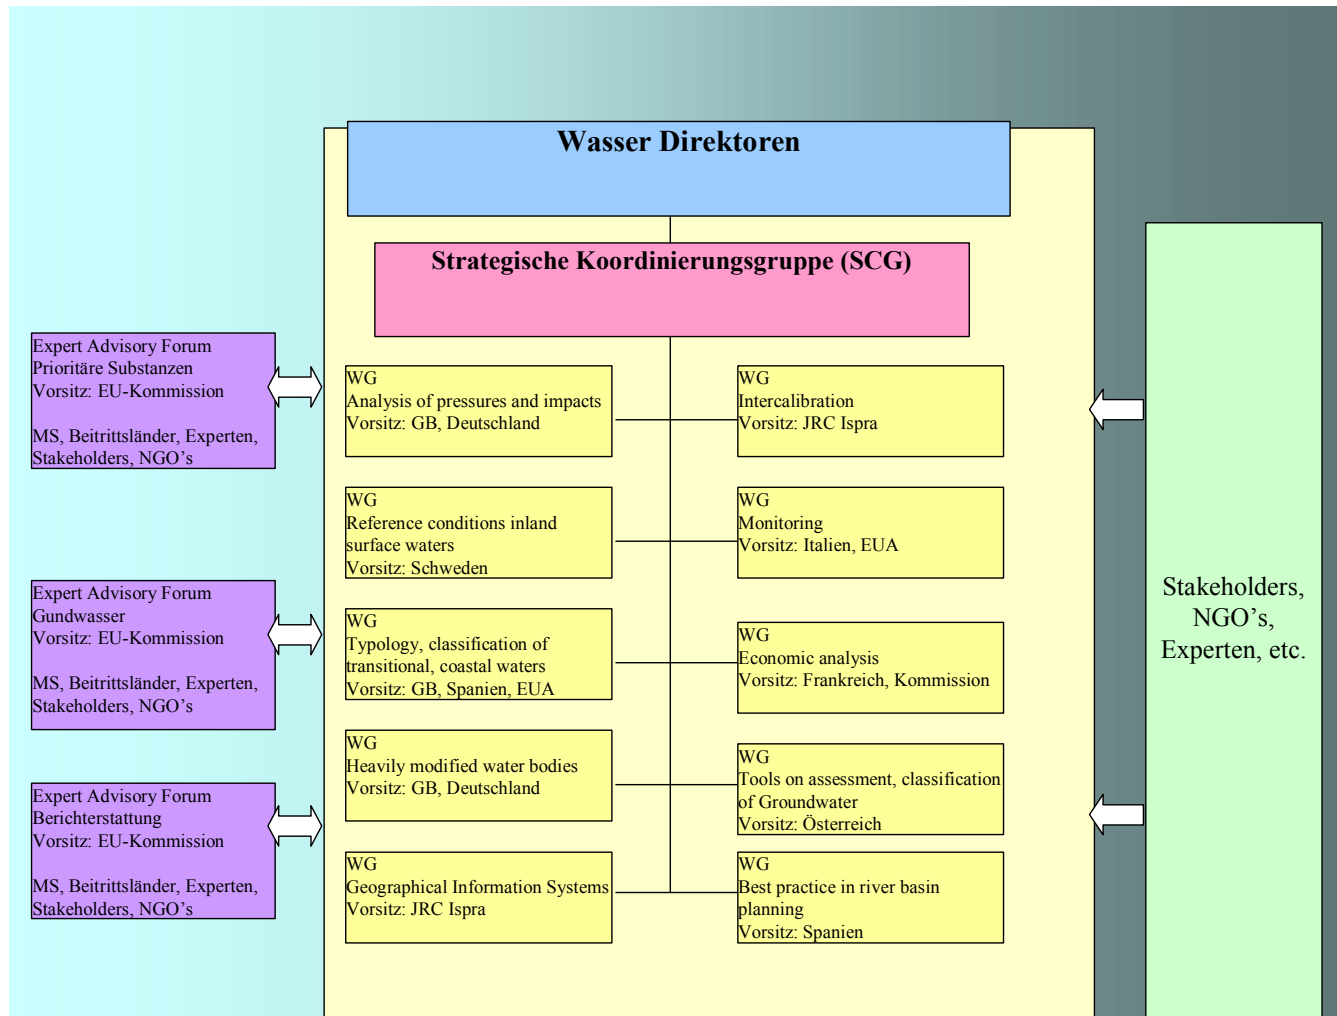 Wasser Direktoren
Strategische Koordinierungsgruppe (SCG)
Expert Advisory Forum
Prioritäre Substanzen
Vorsitz: EU-Kommission
MS, Beitrittsländer, Experten,
Stakeholders, NGO’s
Expert Advisory Forum
Gundwasser
Vorsitz: EU-Kommission
MS, Beitrittsländer, Experten,
Stakeholders, NGO’s
Expert Advisory Forum
Berichterstattung
Vorsitz: EU-Kommission
MS, Beitrittsländer, Experten,
Stakeholders, NGO’s
WG
Analysis of pressures and impacts
Vorsitz: GB, Deutschland
WG
Reference conditions inland
surface waters
Vorsitz: Schweden
WG
Typology, classification of
transitional, coastal waters
Vorsitz: GB, Spanien, EUA
WG
Heavily modified water bodies
Vorsitz: GB, Deutschland
WG
Geographical Information Systems
Vorsitz: JRC Ispra
WG
Intercalibration
Vorsitz: JRC Ispra
WG
Monitoring
Vorsitz: Italien, EUA
WG
Economic analysis
Vorsitz: Frankreich, Kommission
WG
Tools on assessment, classification
of Groundwater
Vorsitz: Österreich
WG
Best practice in river basin
planning
Vorsitz: Spanien
Stakeholders,
NGO’s,
Experten, etc.